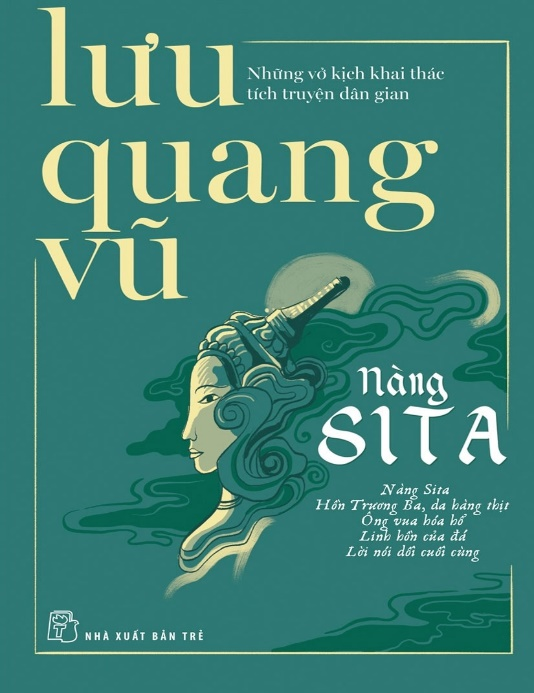 lưu
Những vở kịch khai thác
tích truyện dân gian
quang
vũ
Nàng
SITA
Nàng Sita
Hồn Trương Ba, da hàng thịt
Ông vua hóa hổ
Linh hồn của đá
Lời nói dối cuối cùng
NHÀ XUẤT BẢN TRẺ